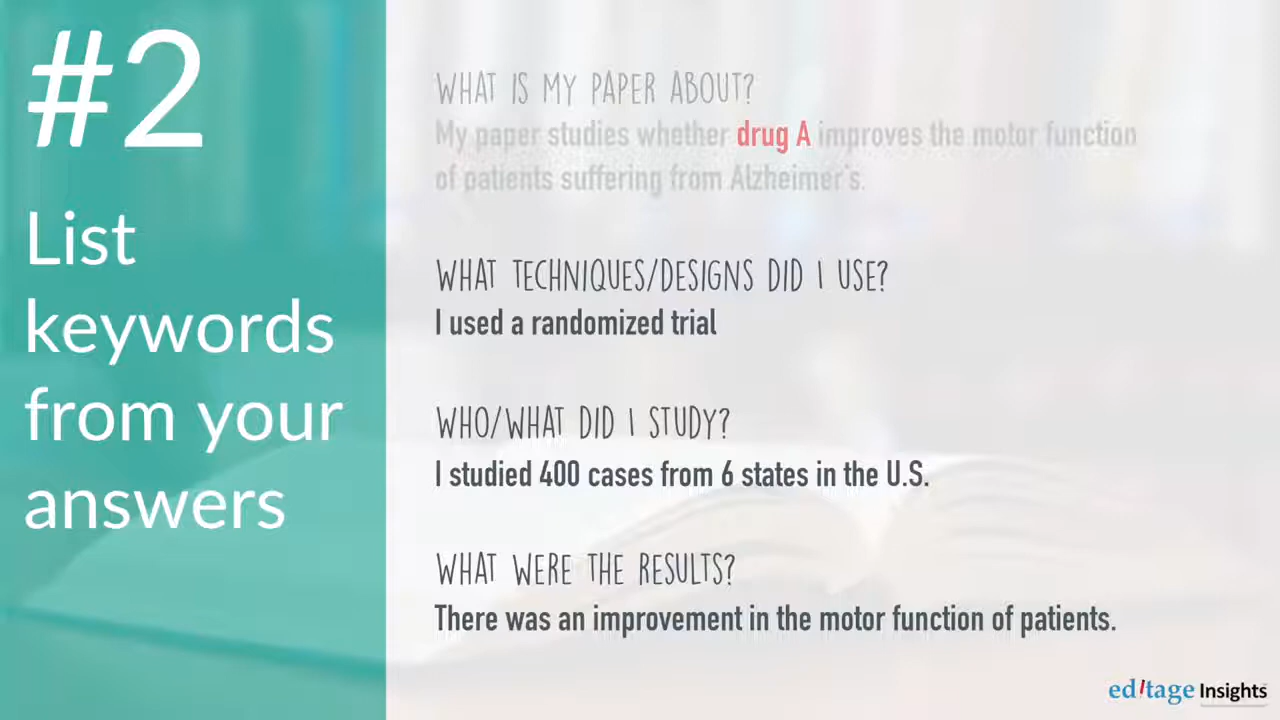 #2
List
keywords
from your
answers
WHAT IS MY PAPER ABOUT?
My paper studies whether drug A improves the motor function
of patients suffering from Alzheimer's.
WHAT TECHNIQUES/DESIGNS DID I USE?
I used a randomized trial
WHO/WHAT DID I STUDY?
I studied 400 cases from 6 states in the U.S.
WHAT WERE THE RESULTS?
There was an improvement in the motor function of patients.
editage Insights